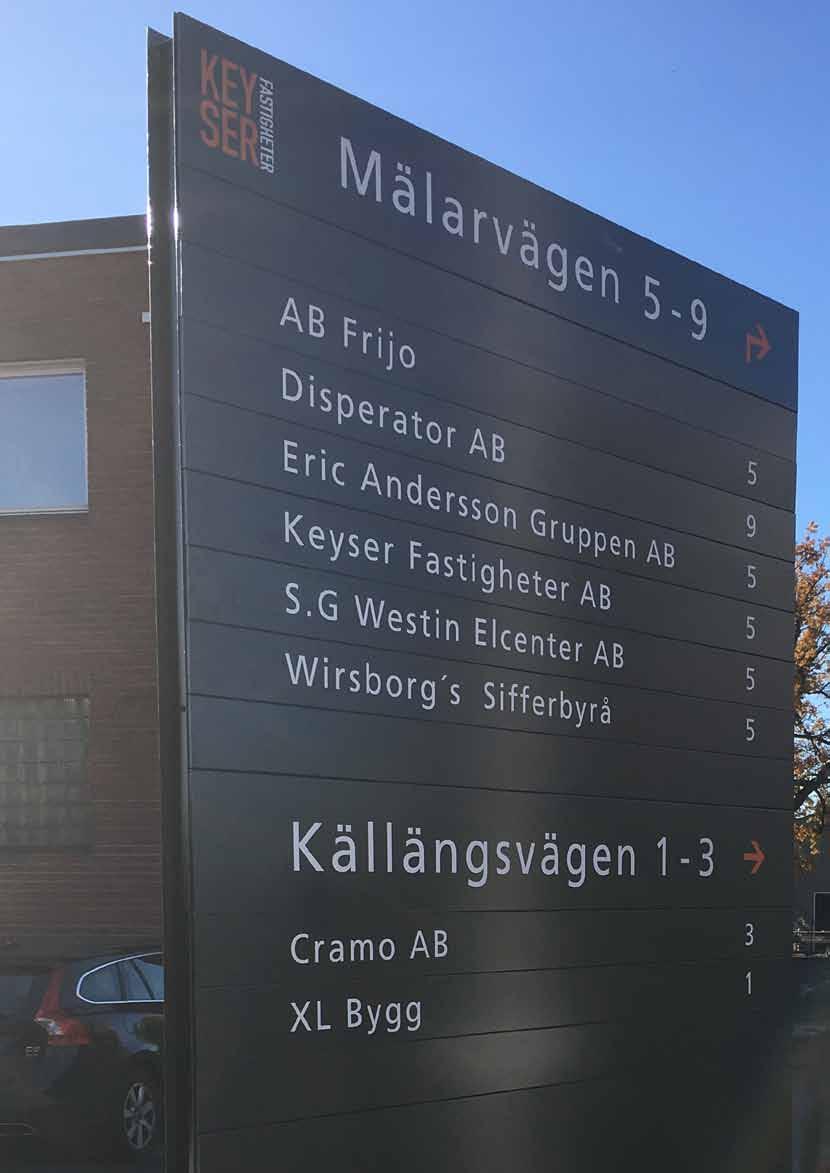 KEY
SER
FASTIGHETER
Mälarvägen 5-9
AB Frijo 5
Disperator AB 9
Eric Andersson Gruppen AB 5
Keyser Fastigheter AB 5
S.G Westin Elcenter AB 5
Wirsborg´s Sifferbyrå 5
Källängsvägen 1-3
Cramo AB 3
XL Bygg 1